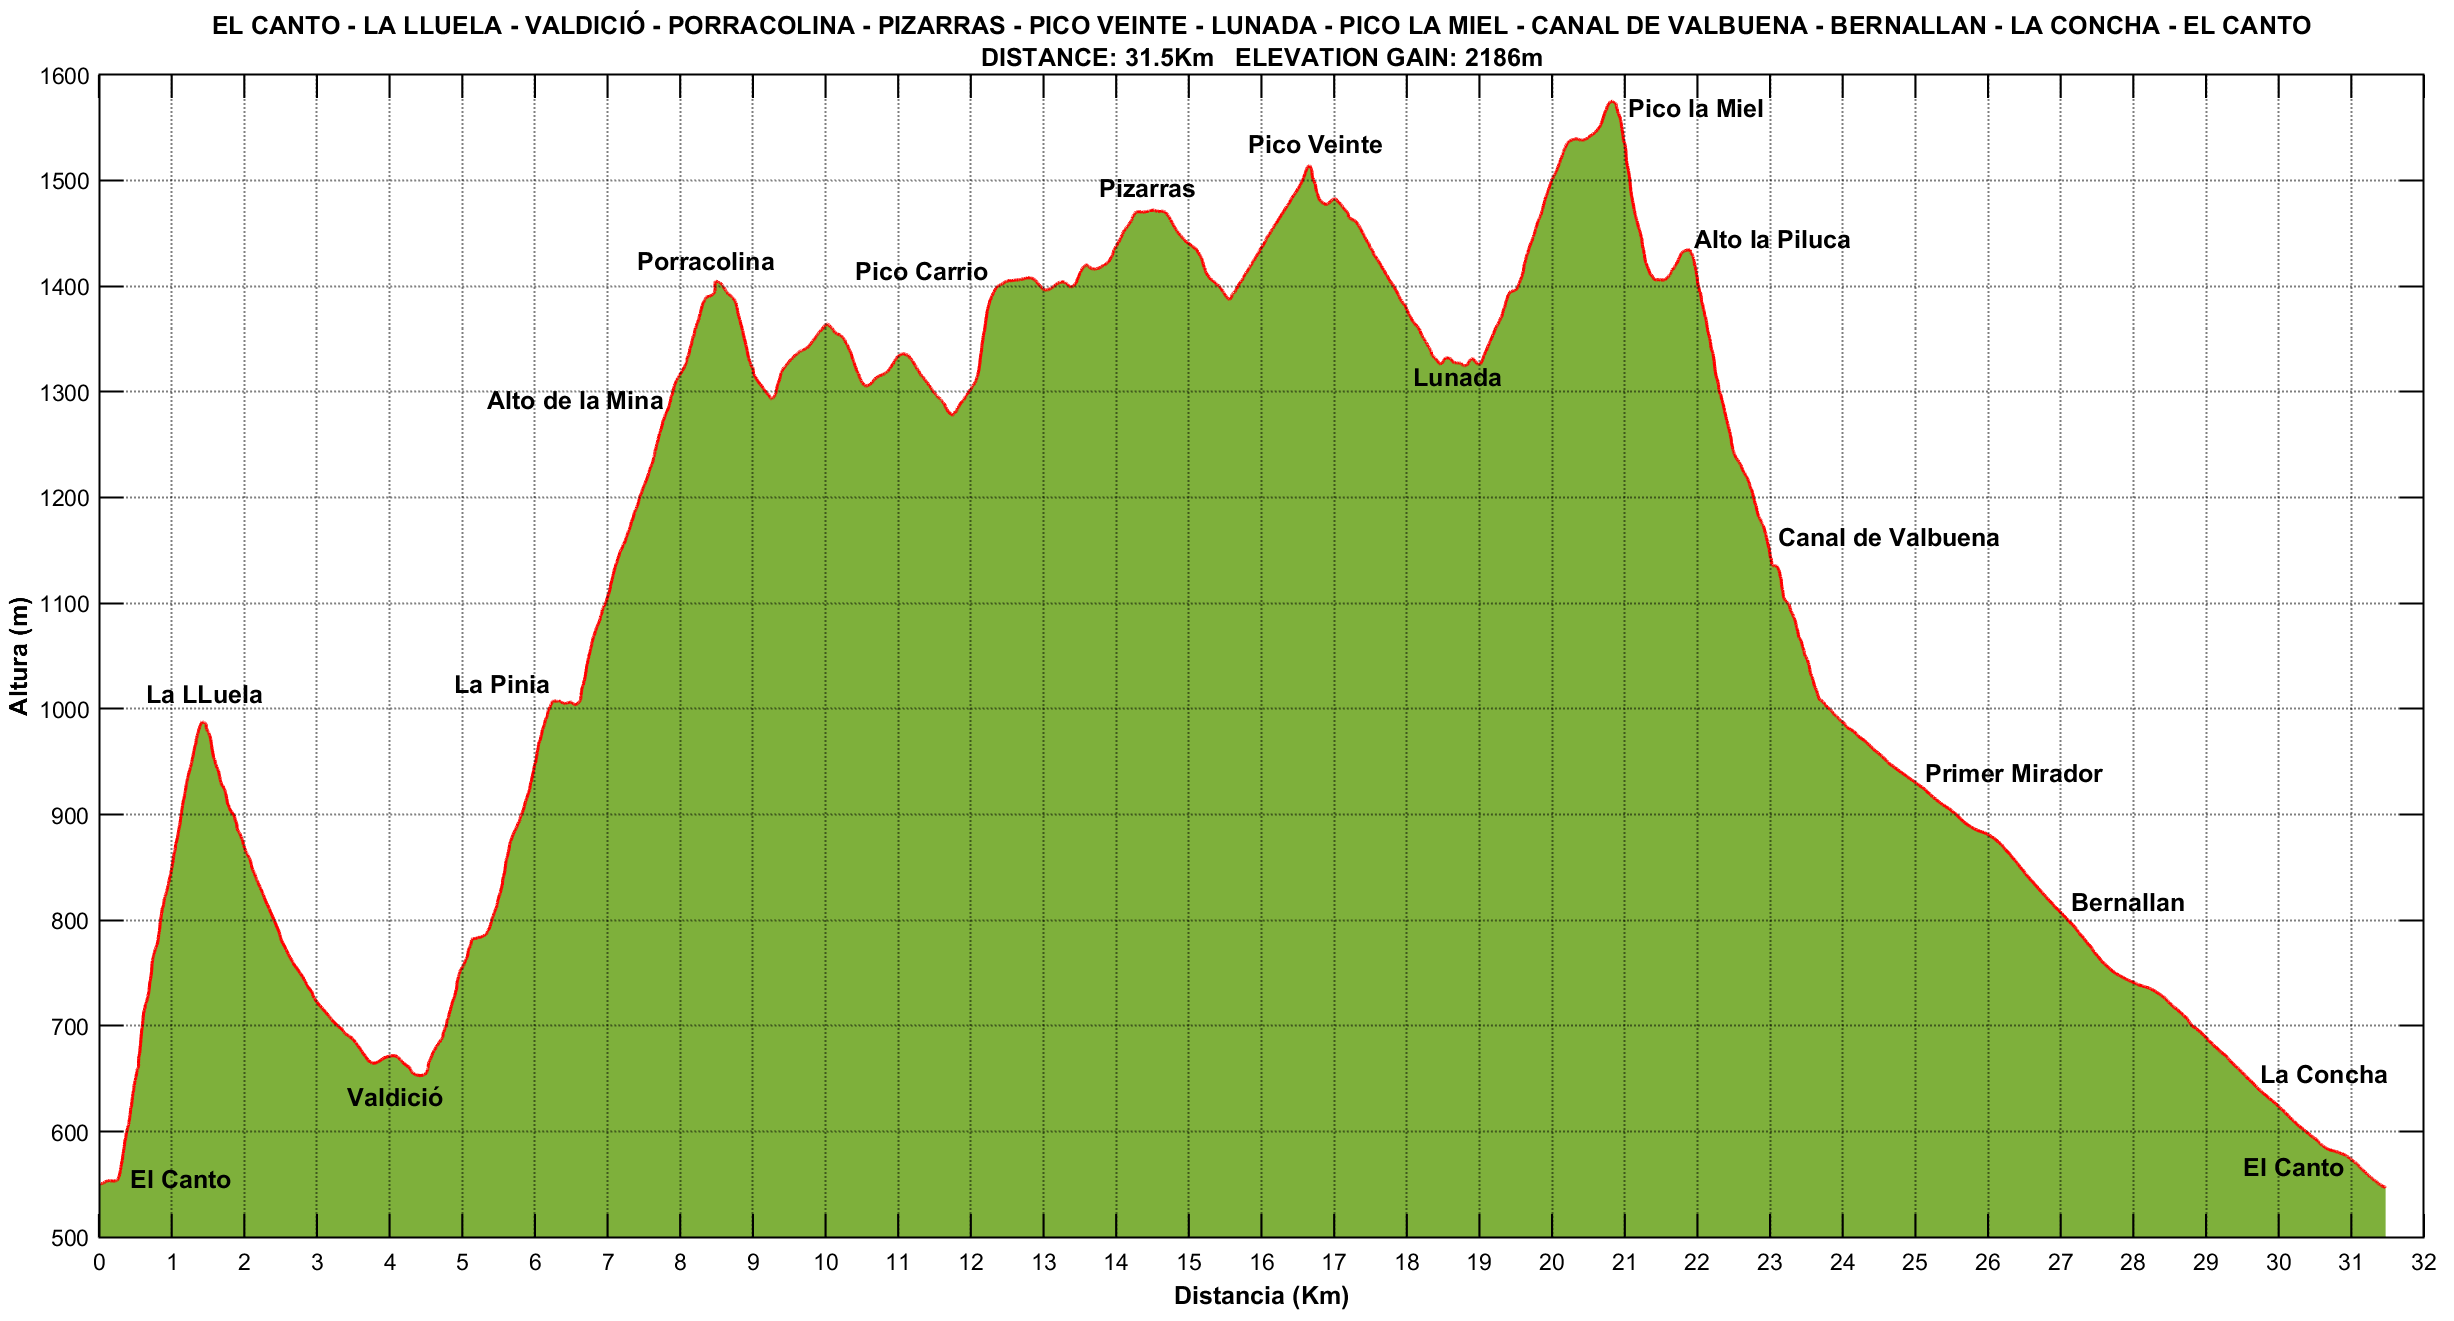 EL CANTO - LA LLUELA - VALDICIÓ - PORRACOLINA - PIZARRAS - PICO VEINTE - LUNADA - PICO LA MIEL - CANAL DE VALBUENA - BERNALLAN - LA CONCHA - EL CANTO
DISTANCE: 31.5Km ELEVATION GAIN: 2186m
1600
Pico la Miel
Pico Veinte
1500
Pizarras
Alto la Piluca
Porracolina
Pico Carrio
1400
1300
Lunada
Alto de la Mina
1200
Canal de Valbuena
1100
Altura (m)
La Pinia
La LLuela
1000
Primer Mirador
900
Bernallan
800
700
La Concha
Valdició
600
El Canto
El Canto
500
0 1 2 3 4 5 6 7 8 9 10 11 12 13 14 15 16 17 18 19 20 21 22 23 24 25 26 27 28 29 30 31 32
Distancia (Km)